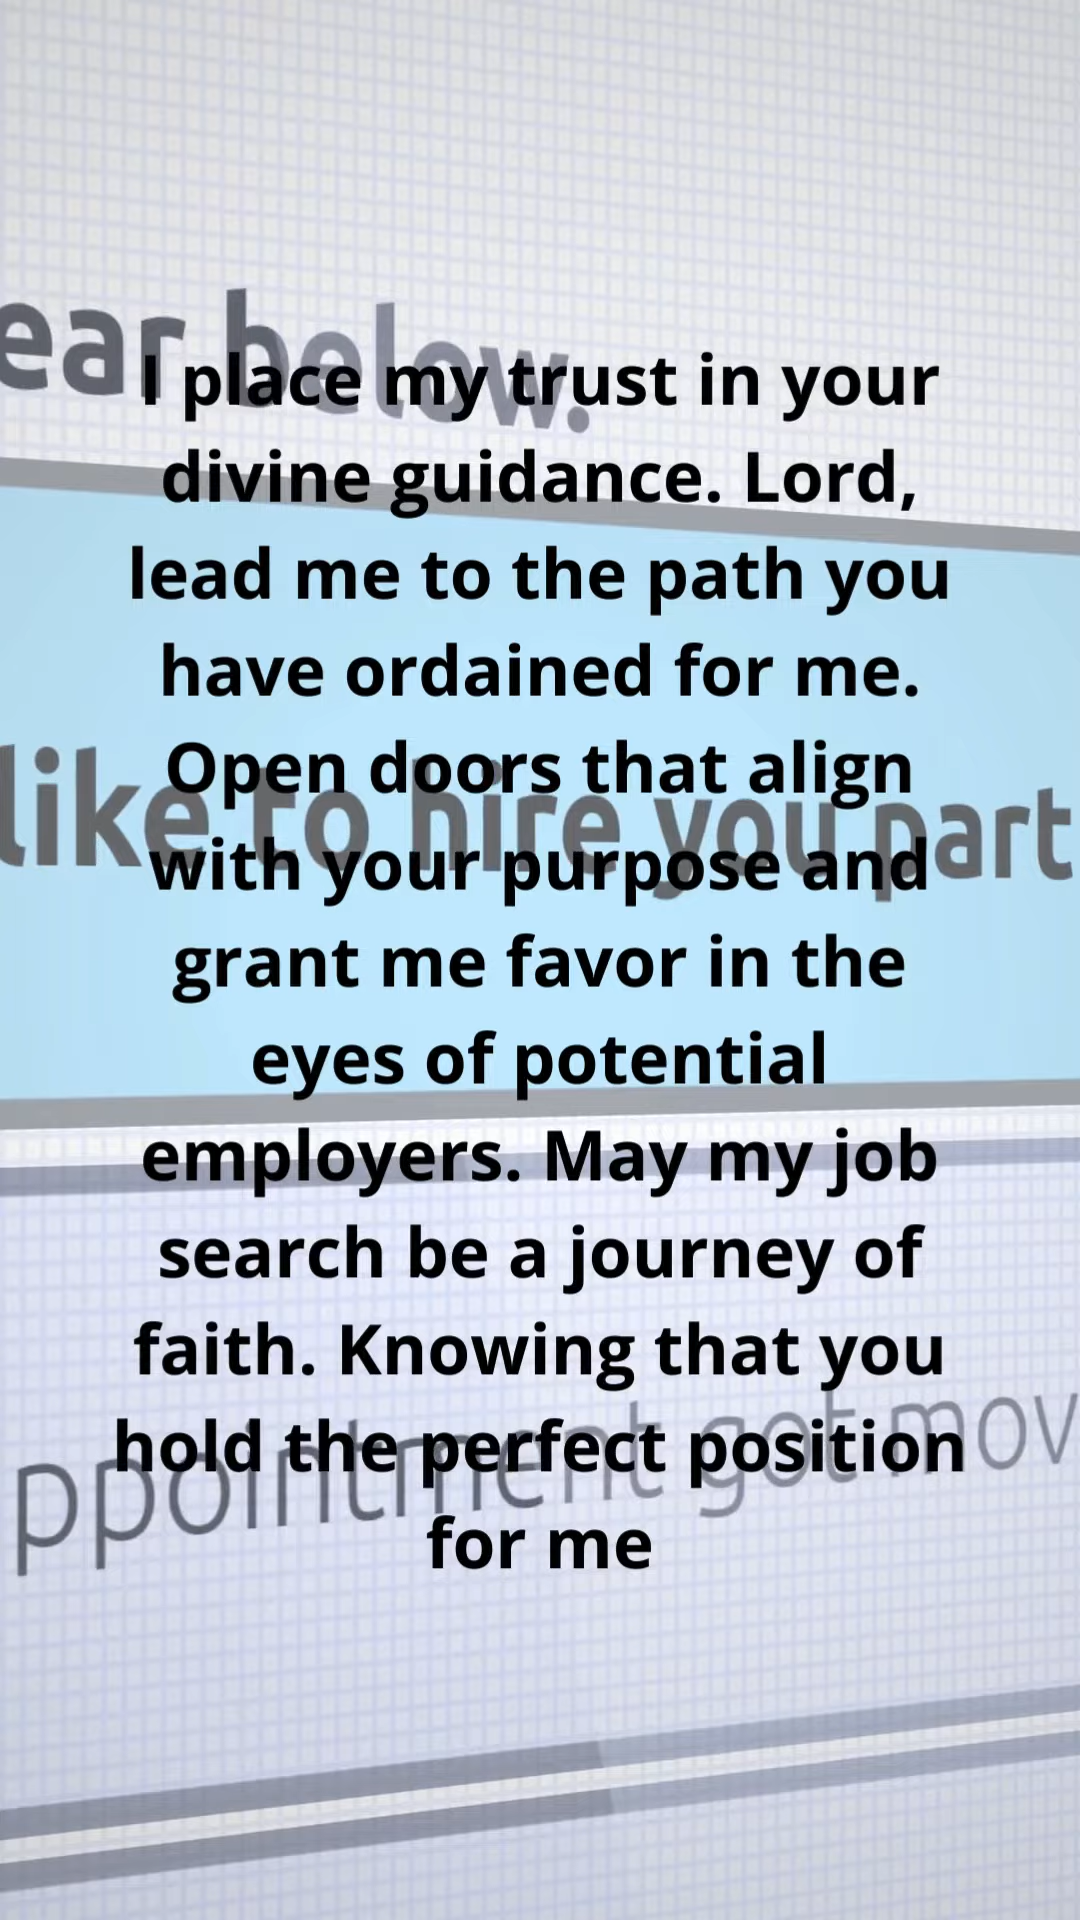 ear below.
I place my trust in your
divine guidance. Lord,
lead me to the path you
have ordained for me.
Open doors that align
like to hire you part
with your purpose and
grant me favor in the
eyes of potential
employers. May my job
search be a journey of
faith. Knowing that you
hold the perfect position
ppointment got mov
for me